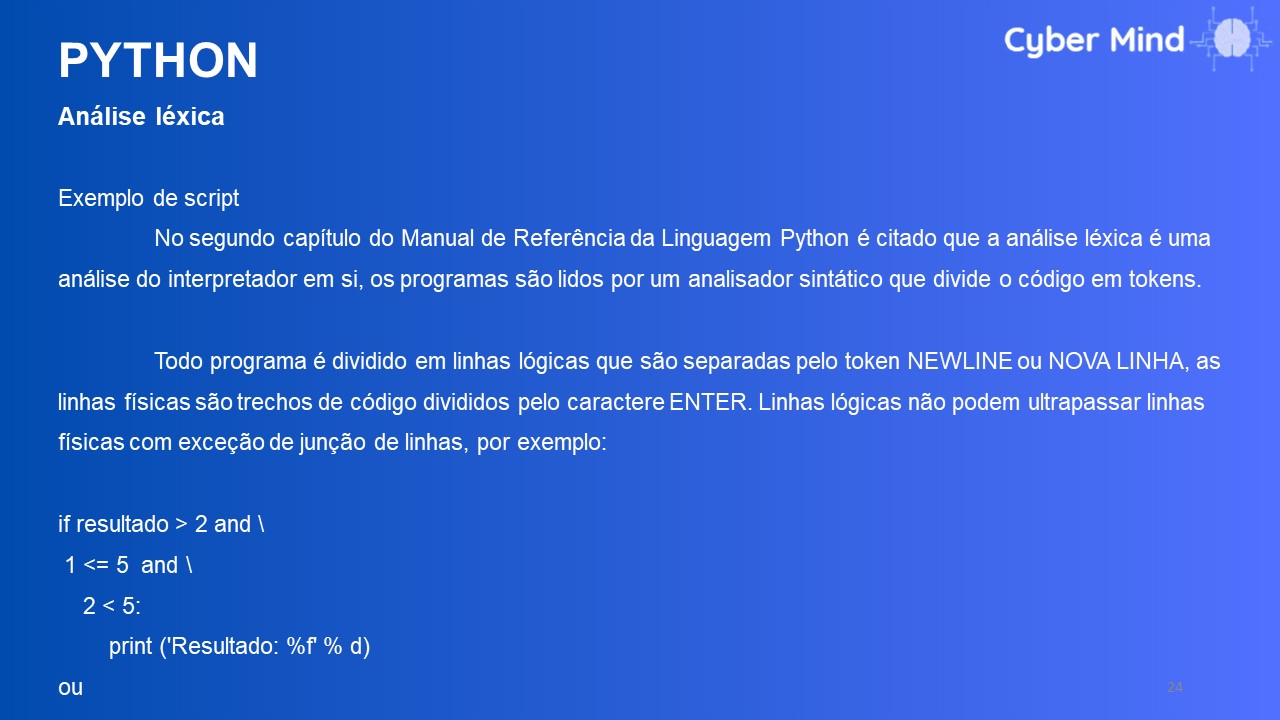 PYTHON
Cyber Mind
Análise léxica
Exemplo de script
No segundo capítulo do Manual de Referência da Linguagem Python é citado que a análise léxica é uma
análise do interpretador em si, os programas são lidos por um analisador sintático que divide o código em tokens.
Todo programa é dividido em linhas lógicas que são separadas pelo token NEWLINE ou NOVA LINHA, as
linhas físicas são trechos de código divididos pelo caractere ENTER. Linhas lógicas não podem ultrapassar linhas
físicas com exceção de junção de linhas, por exemplo:
if resultado > 2 and \
1 <= 5  and \
2 < 5:
print ('Resultado: %f' % d)
ou
24